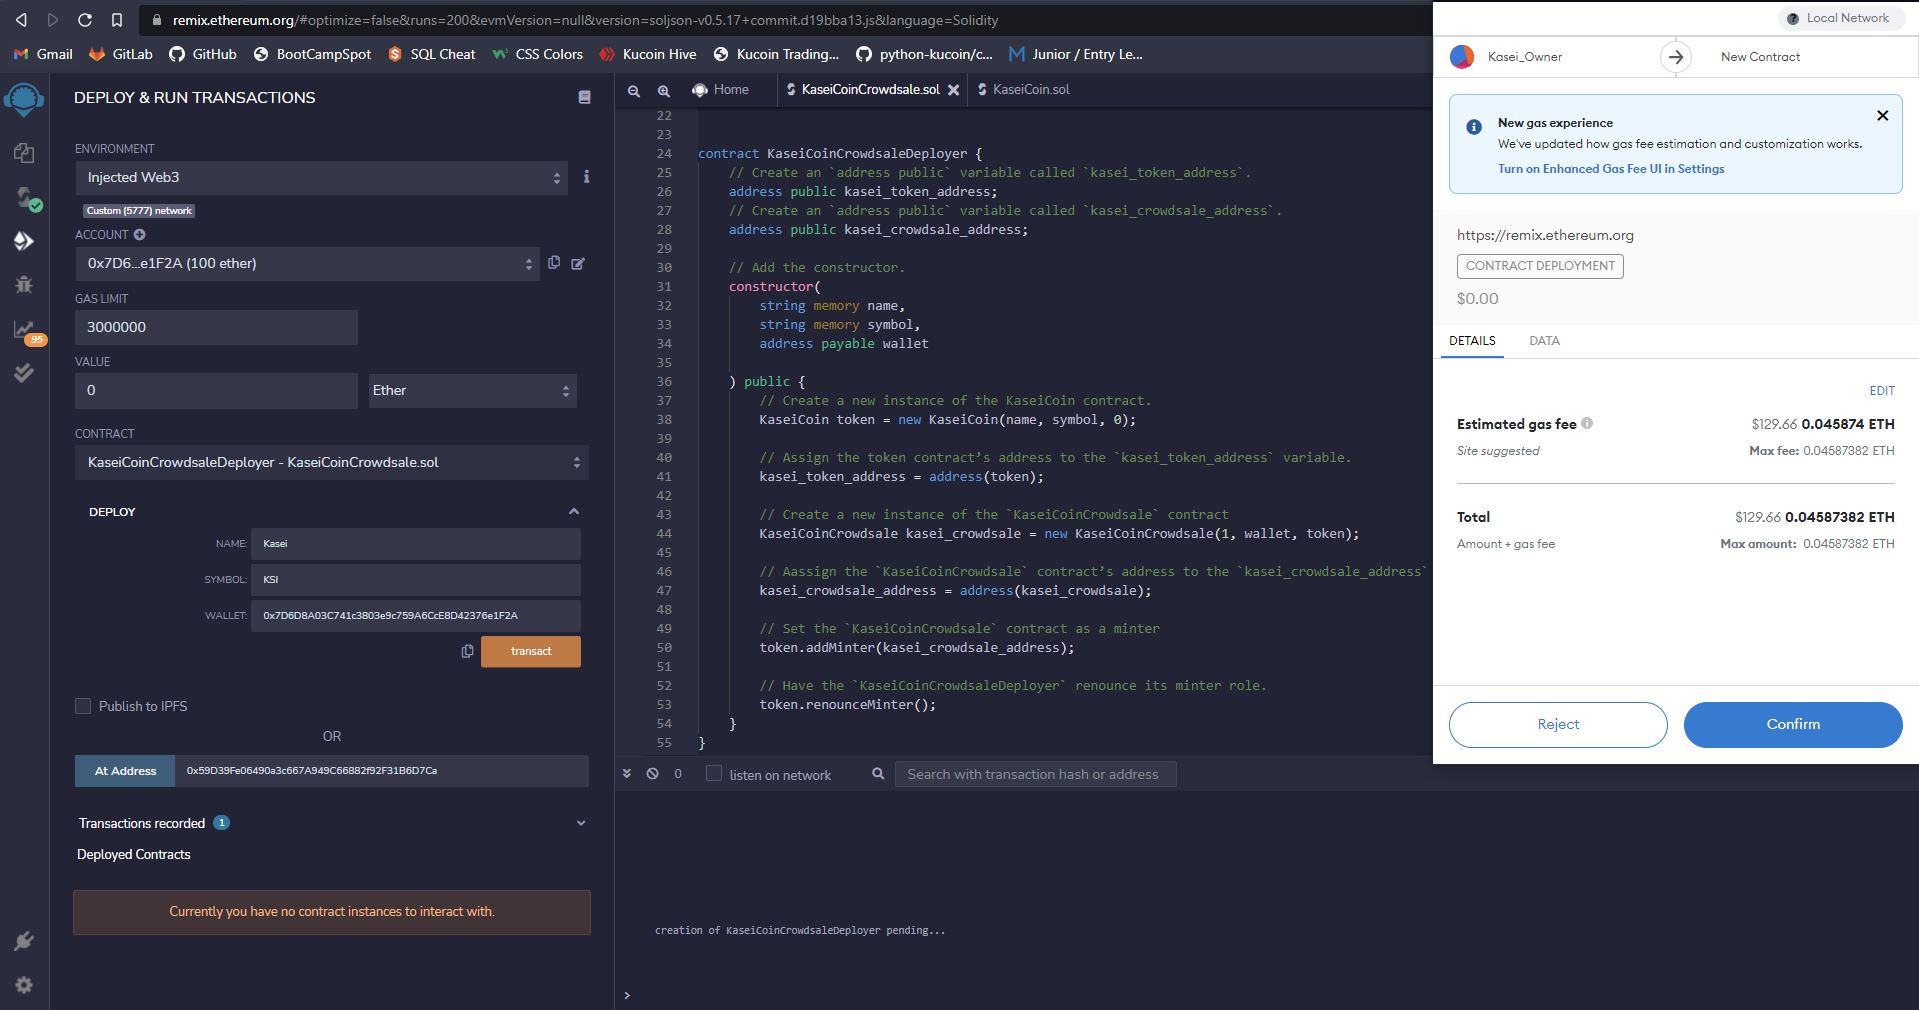 remix.ethereum.org/#optimize=false&runs=200&evmVersion=null&version=soljson-v0.5.17+commit.d19bba13.js&language=Solidity
Gmail GitLab GitHub BootCampSpot SQL Cheat CSS Colors Kucoin Hive Kucoin Trading... python-kucoin/c... Junior / Entry Le...
DEPLOY & RUN TRANSACTIONS
ENVIRONMENT
Injected Web3
Custom (5777) network
ACCOUNT
0x7D6...e1F2A (100 ether)
GAS LIMIT
3000000
VALUE
0 Ether
CONTRACT
KaseiCoinCrowdsaleDeployer - KaseiCoinCrowdsale.sol
DEPLOY
NAME: Kasei
SYMBOL: KSI
WALLET: 0x7D6D8A03C741c3803e9c759A6CcE8D42376e1F2A
transact
Publish to IPFS
OR
At Address 0x59D39Fe06490a3c667A949C66882f92F31B6D7Ca
Transactions recorded 1
Deployed Contracts
Currently you have no contract instances to interact with.
95
Home KaseiCoinCrowdsale.sol KaseiCoin.sol
22
23
24 contract KaseiCoinCrowdsaleDeployer {
25 // Create an `address public` variable called `kasei_token_address`.
26 address public kasei_token_address;
27 // Create an `address public` variable called `kasei_crowdsale_address`.
28 address public kasei_crowdsale_address;
29
30 // Add the constructor.
31 constructor(
32 string memory name,
33 string memory symbol,
34 address payable wallet
35
36 ) public {
37 // Create a new instance of the KaseiCoin contract.
38 KaseiCoin token = new KaseiCoin(name, symbol, 0);
39
40 // Assign the token contract’s address to the `kasei_token_address` variable.
41 kasei_token_address = address(token);
42
43 // Create a new instance of the `KaseiCoinCrowdsale` contract
44 KaseiCoinCrowdsale kasei_crowdsale = new KaseiCoinCrowdsale(1, wallet, token);
45
46 // Aassign the `KaseiCoinCrowdsale` contract’s address to the `kasei_crowdsale_address`
47 kasei_crowdsale_address = address(kasei_crowdsale);
48
49 // Set the `KaseiCoinCrowdsale` contract as a minter
50 token.addMinter(kasei_crowdsale_address);
51
52 // Have the `KaseiCoinCrowdsaleDeployer` renounce its minter role.
53 token.renounceMinter();
54 }
55 }
0 listen on network Search with transaction hash or address
creation of KaseiCoinCrowdsaleDeployer pending...
>
Local Network
Kasei_Owner New Contract
New gas experience
We've updated how gas fee estimation and customization works.
Turn on Enhanced Gas Fee UI in Settings
https://remix.ethereum.org
CONTRACT DEPLOYMENT
$0.00
DETAILS DATA
EDIT
Estimated gas fee $129.66 0.045874 ETH
Site suggested Max fee: 0.04587382 ETH
Total $129.66 0.04587382 ETH
Amount + gas fee Max amount: 0.04587382 ETH
Reject Confirm